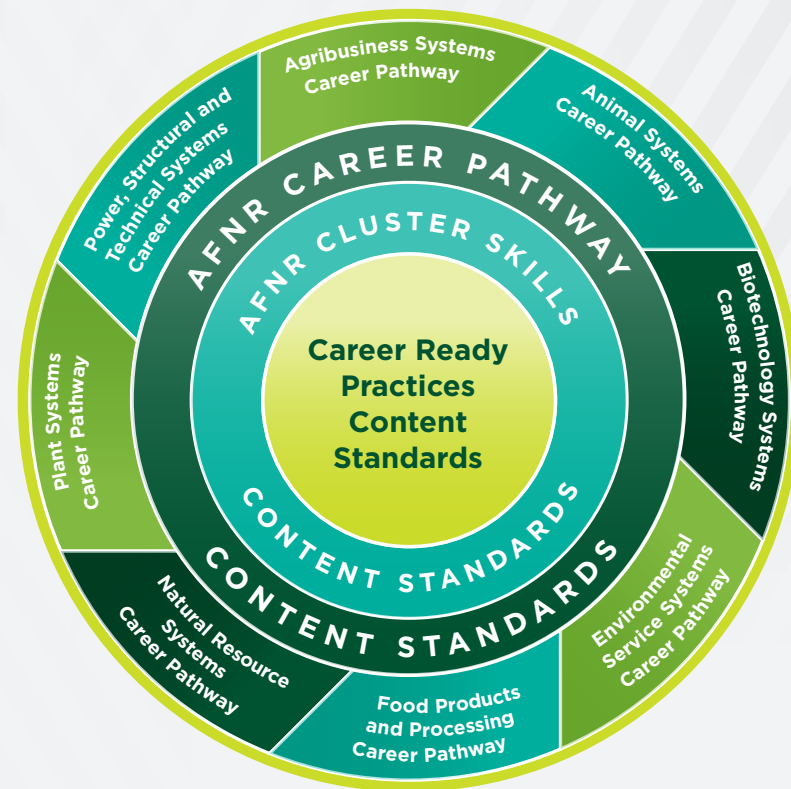 Agribusiness Systems
Career Pathway
Animal Systems
Career Pathway
Biotechnology Systems
Career Pathway
Environmental
Service Systems
Career Pathway
Food Products
and Processing
Career Pathway
Natural Resource
Systems
Career Pathway
Plant Systems
Career Pathway
Power, Structural and
Technical Systems
Career Pathway
AFNR CAREER PATHWAY
CONTENT STANDARDS
AFNR CLUSTER SKILLS
CONTENT STANDARDS
Career Ready
Practices
Content
Standards